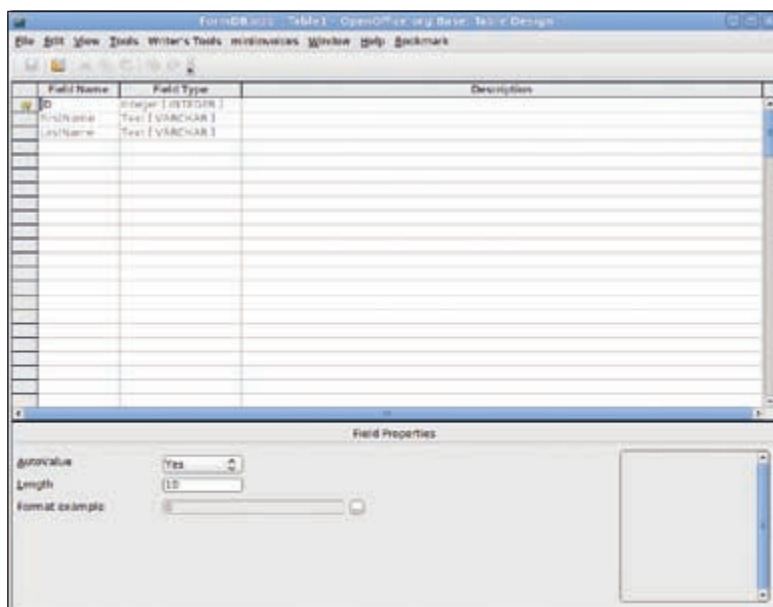 FormDB.odb : Table1 - OpenOffice.org Base: Table Design
File Edit View Tools Writer's Tools miniInvoices Window Help Bookmark
Field Name Field Type Description
ID Integer [ INTEGER ]
FirstName Text [ VARCHAR ]
LastName Text [ VARCHAR ]
Field Properties
AutoValue Yes
Length 10
Format example 0